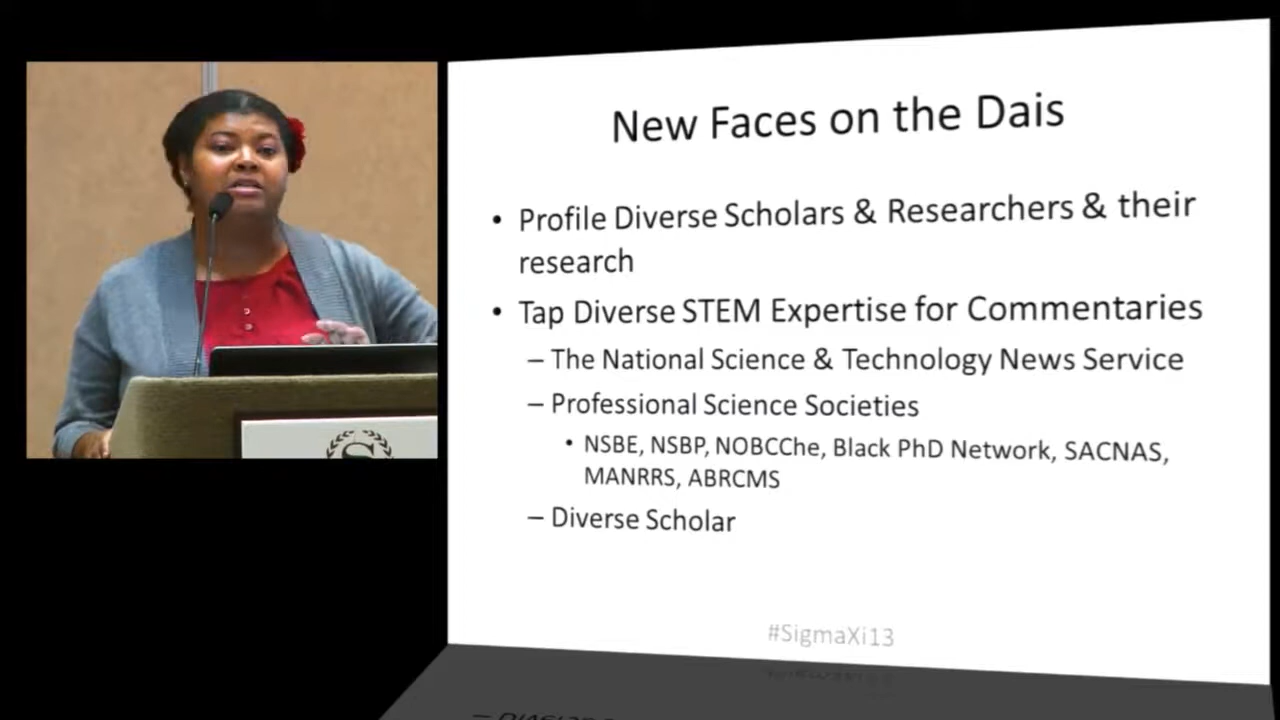 New Faces on the Dais
• Profile Diverse Scholars & Researchers & their
research
• Tap Diverse STEM Expertise for Commentaries
– The National Science & Technology News Service
– Professional Science Societies
• NSBE, NSBP, NOBCChe, Black PhD Network, SACNAS,
MANRRS, ABRCMS
– Diverse Scholar
#SigmaXi13
S